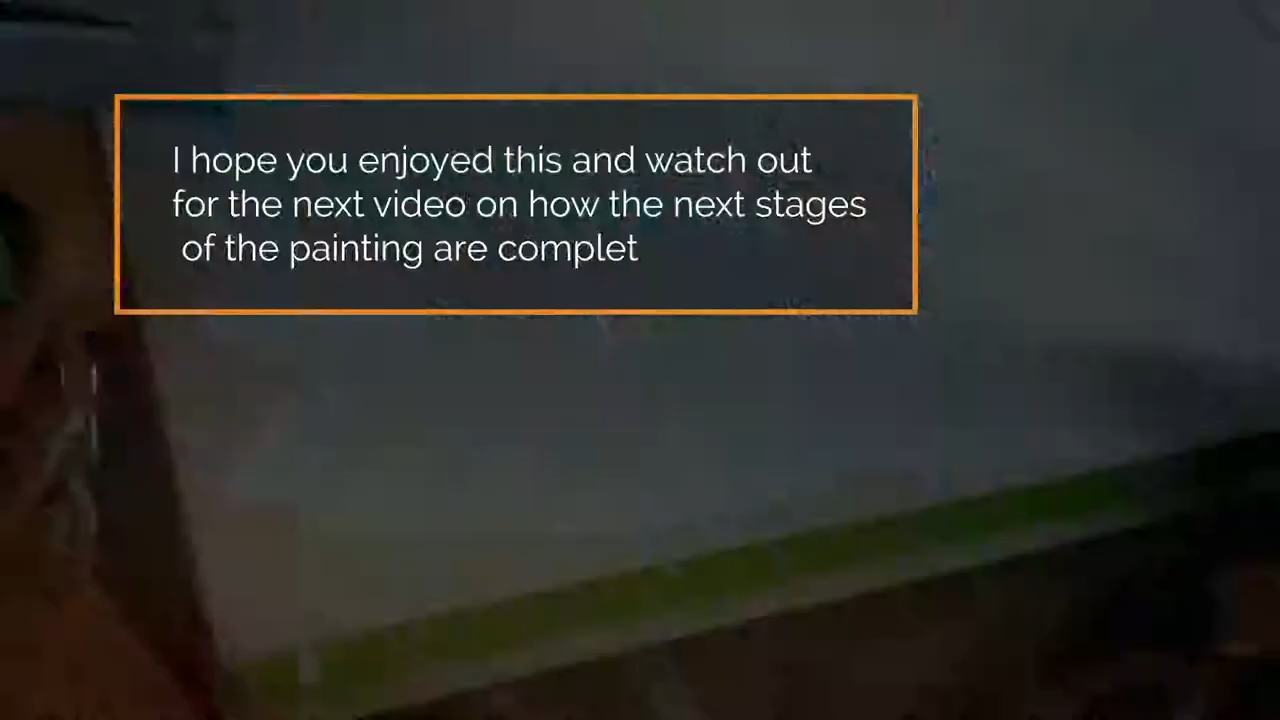 I hope you enjoyed this and watch out
for the next video on how the next stages
of the painting are complet